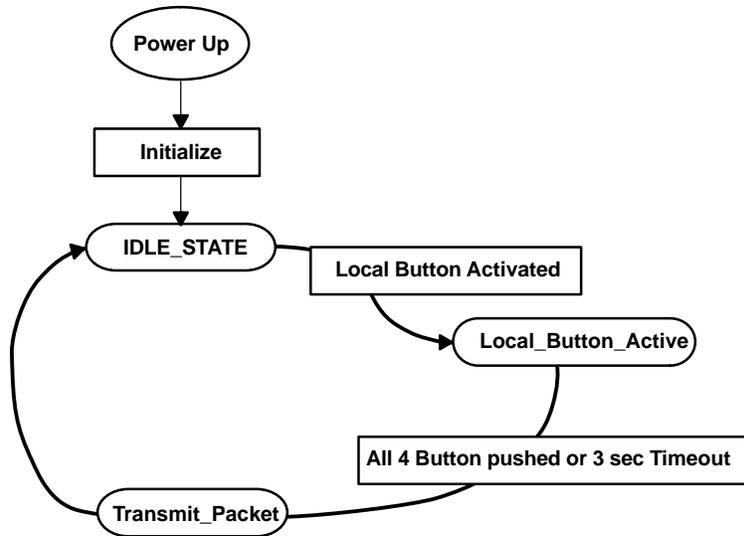 Power Up
Initialize
IDLE_STATE
Local Button Activated
Local_Button_Active
All 4 Button pushed or 3 sec Timeout
Transmit_Packet